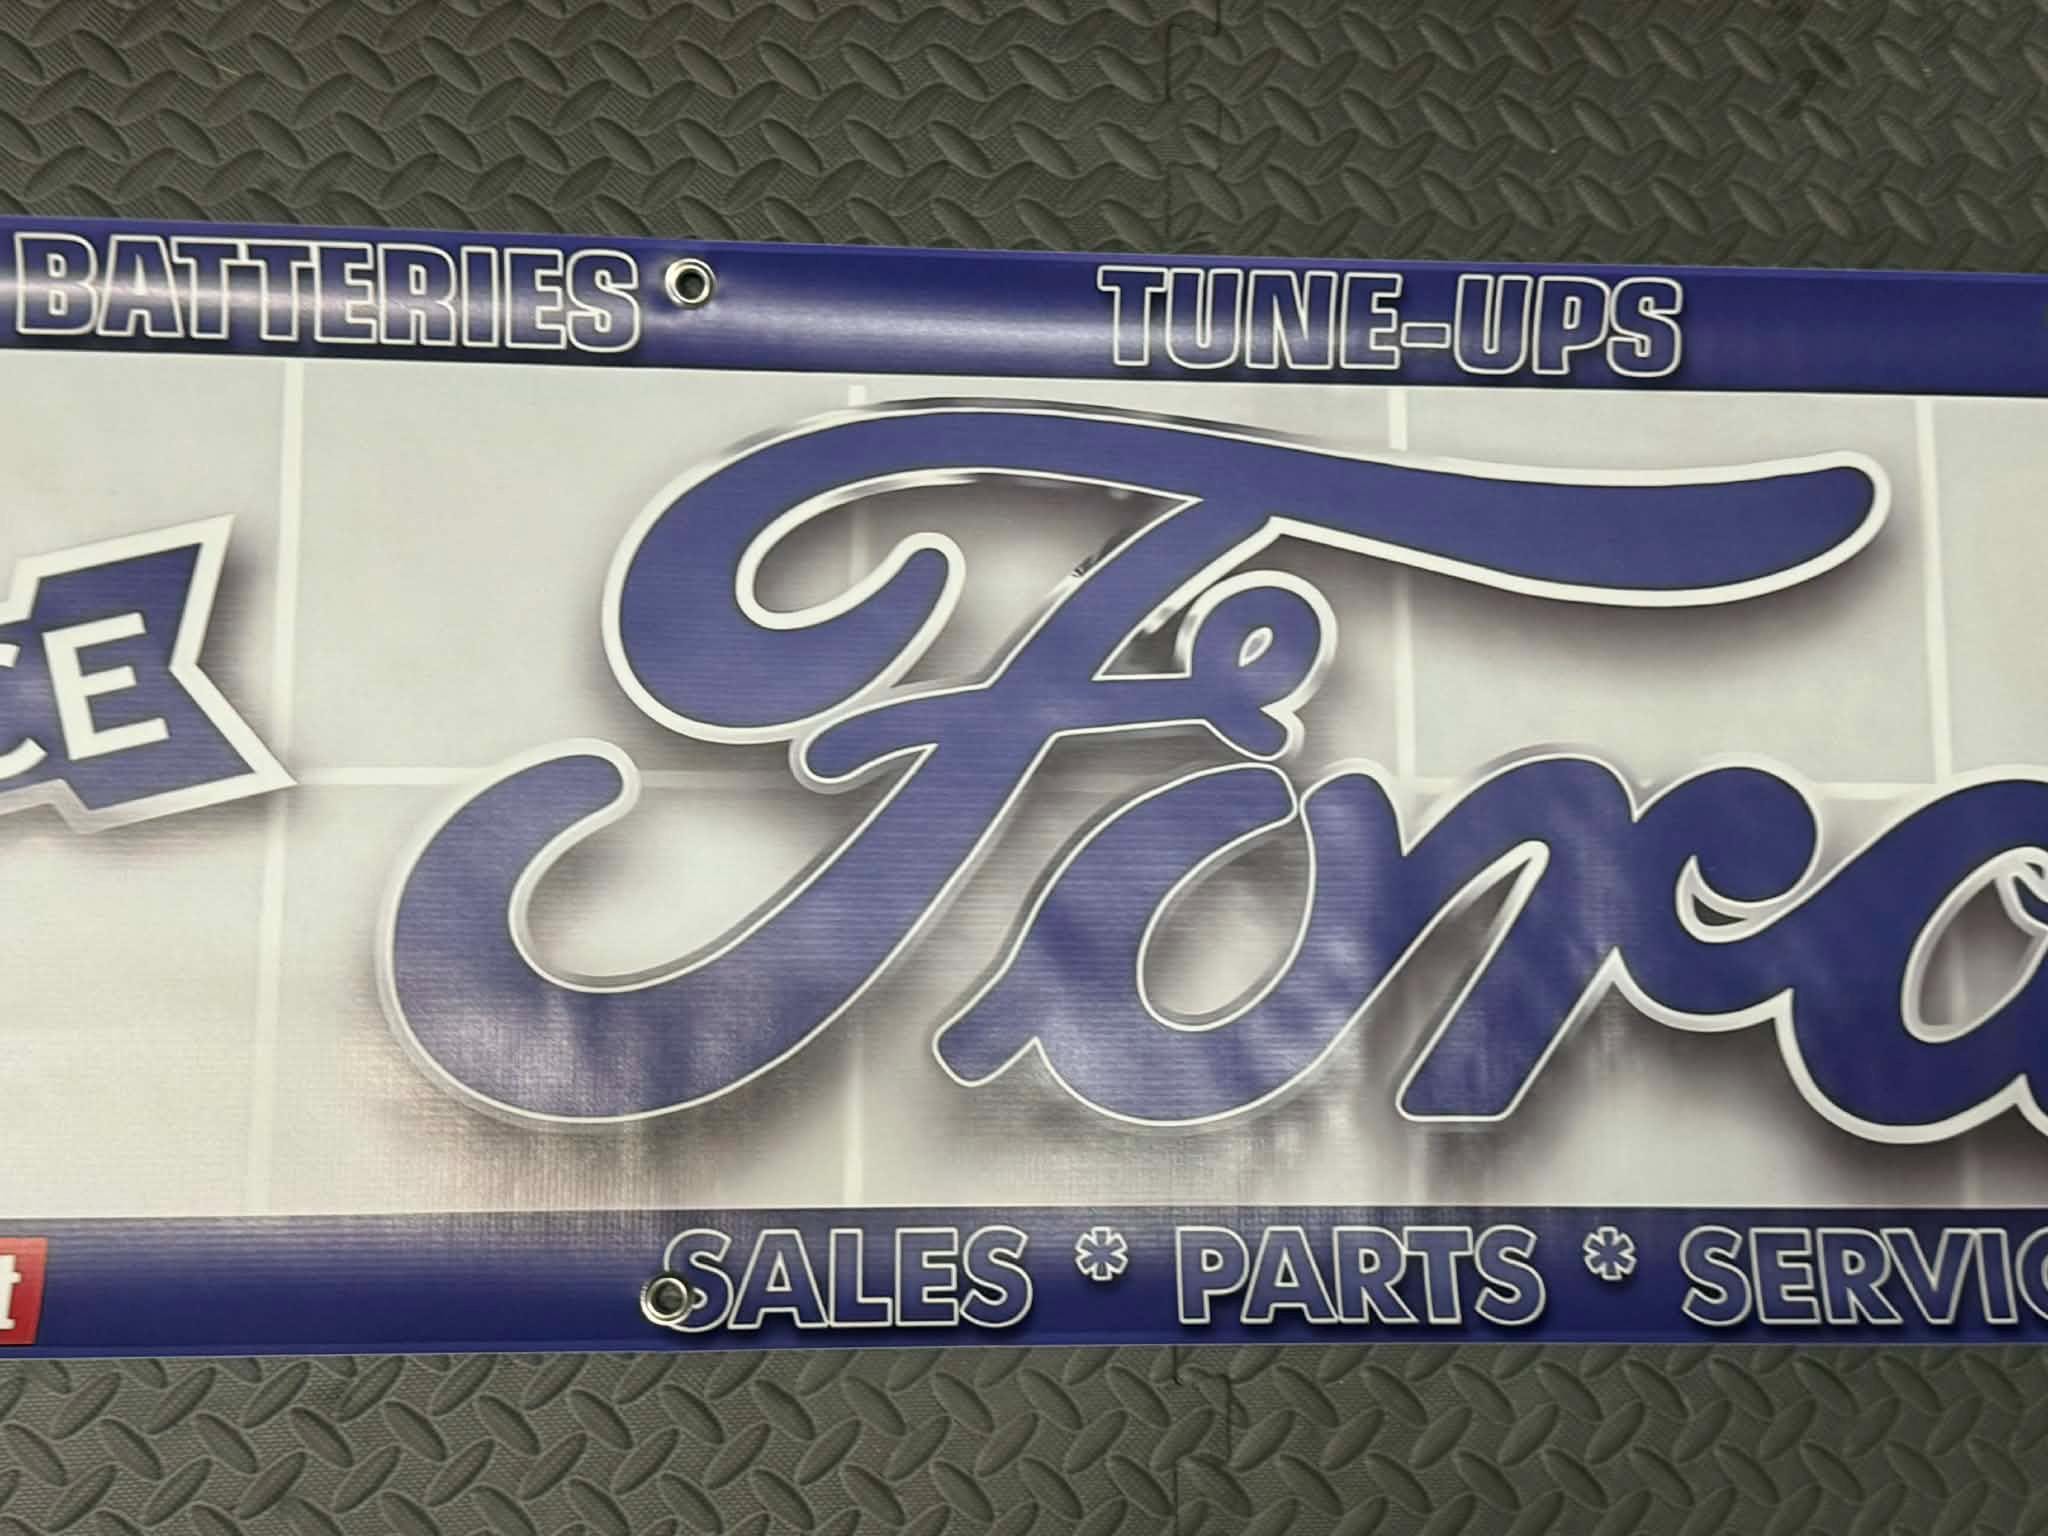 BATTERIES TUNE-UPS
CE
Ford
t SALES * PARTS * SERVIC